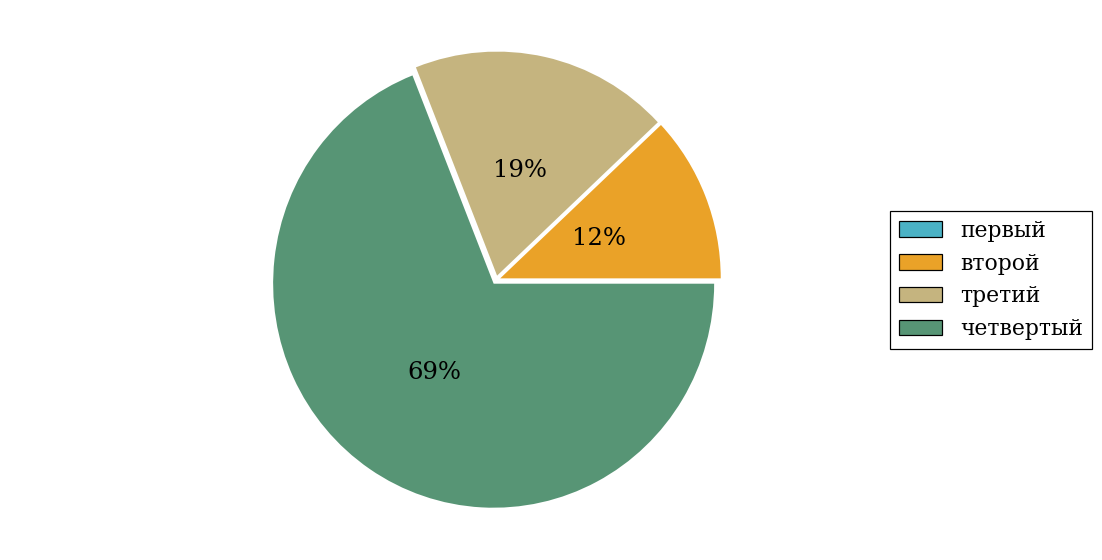 19%
12%
69%
первый
второй
третий
четвертый